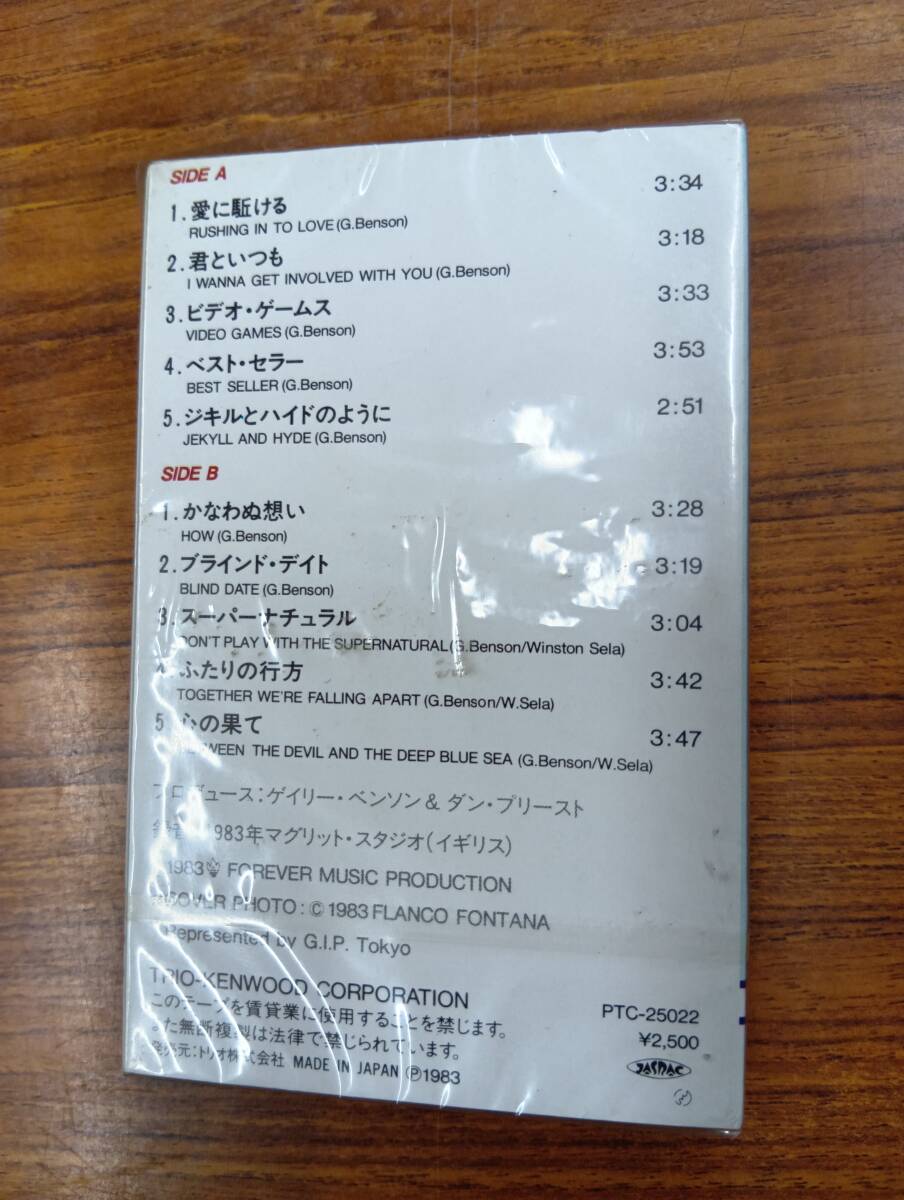 SIDE A
1.愛に駈ける 3:34
RUSHING IN TO LOVE(G.Benson)
2.君といつも 3:18
I WANNA GET INVOLVED WITH YOU(G.Benson)
3.ビデオ・ゲームス 3:33
VIDEO GAMES(G.Benson)
4.ベスト・セラー 3:53
BEST SELLER(G.Benson)
5.ジキルとハイドのように 2:51
JEKYLL AND HYDE(G.Benson)
SIDE B
1.かなわぬ想い 3:28
HOW(G.Benson)
2.ブラインド・デイト 3:19
BLIND DATE(G.Benson)
3.スーパーナチュラル 3:04
DON'T PLAY WITH THE SUPERNATURAL(G.Benson/Winston Sela)
4.ふたりの行方 3:42
TOGETHER WE'RE FALLING APART(G.Benson/W.Sela)
5.心の果て 3:47
BETWEEN THE DEVIL AND THE DEEP BLUE SEA (G.Benson/W.Sela)
プロデュース:ゲイリー・ベンソン&ダン・プリースト
録音:1983年マグリット・スタジオ(イギリス)
1983 FOREVER MUSIC PRODUCTION
COVER PHOTO:©1983 FLANCO FONTANA
Represented by G.I.P. Tokyo
TRIO-KENWOOD CORPORATION
このテープを賃貸業に使用することを禁じます。 PTC-25022
また無断複製は法律で禁じられています。 ¥2,500
発売元:トリオ株式会社 MADE IN JAPAN ℗1983 JASRAC